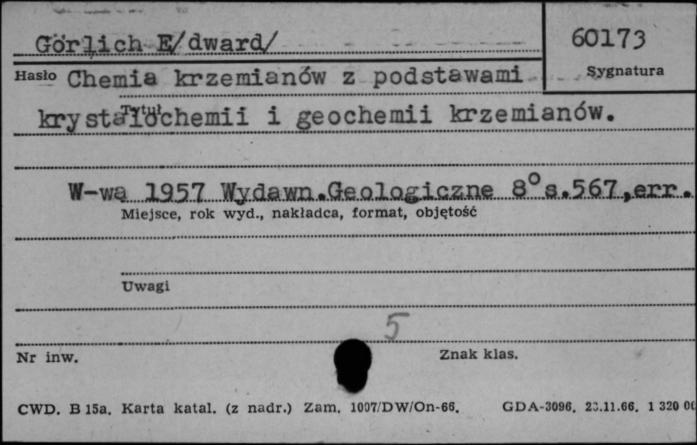 Görlich E/dward/
60173
Hasło
Sygnatura
Chemia krzemianów z podstawami
Tytuł
krystalochemii i geochemii krzemianów.
W-wa 1957 Wydawn.Geologiczne 8° s.567,err.
Miejsce, rok wyd., nakładca, format, objętość
Uwagi
5
Nr inw.
Znak klas.
CWD. B 15a. Karta katal. (z nadr.) Zam. 1007/DW/On-66. GDA-3096. 11.66. 1 320